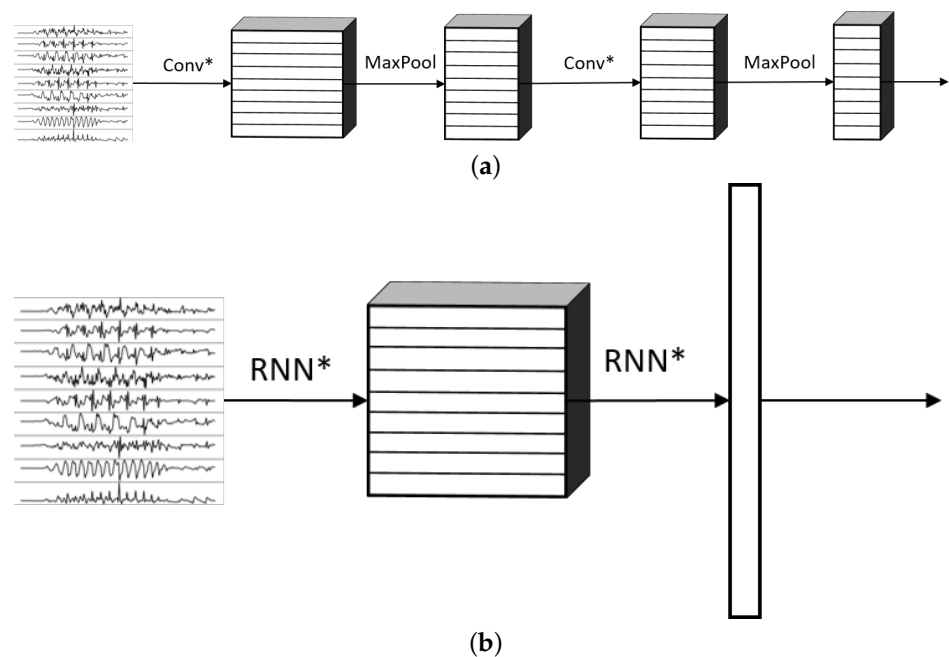 Conv*
MaxPool
Conv*
MaxPool
(a)
RNN*
RNN*
(b)